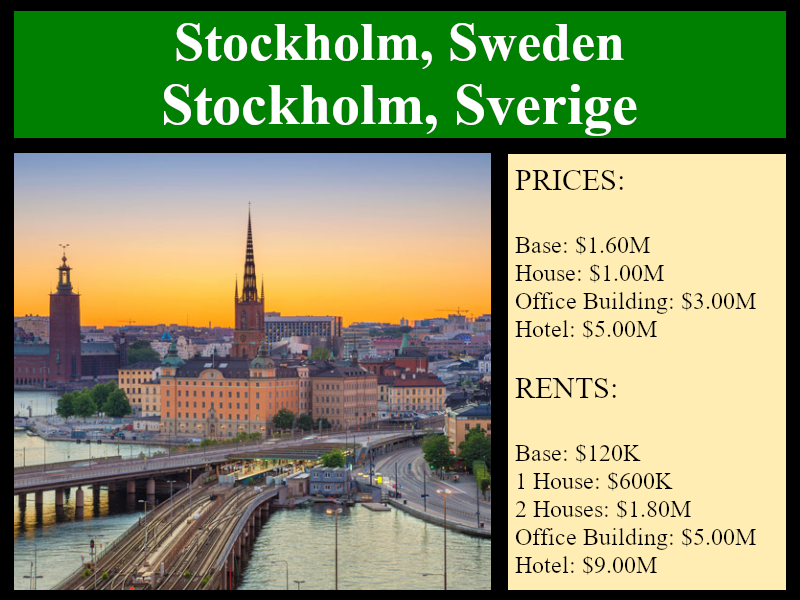 Stockholm, Sweden
Stockholm, Sverige
PRICES:
Base: $1.60M
House: $1.00M
Office Building: $3.00M
Hotel: $5.00M
RENTS:
Base: $120K
1 House: $600K
2 Houses: $1.80M
Office Building: $5.00M
Hotel: $9.00M